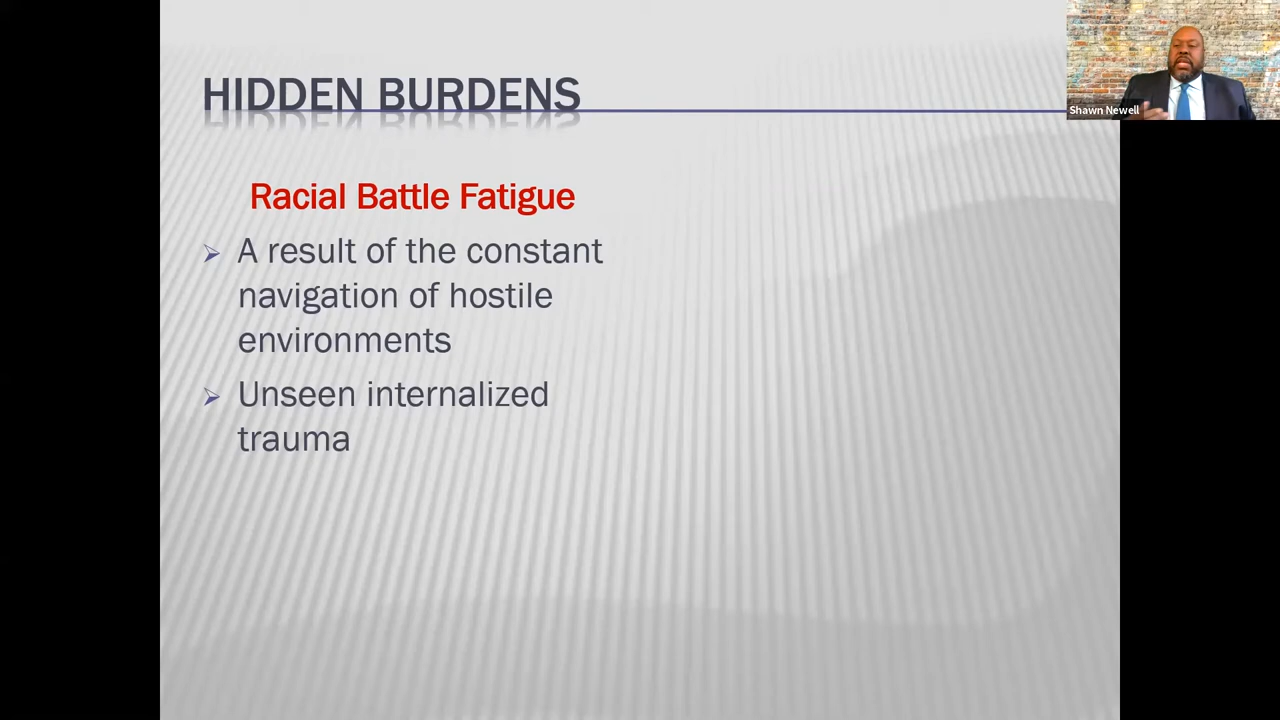 HIDDEN BURDENS
Shawn Newell
Racial Battle Fatigue
A result of the constant
navigation of hostile
environments
Unseen internalized
trauma